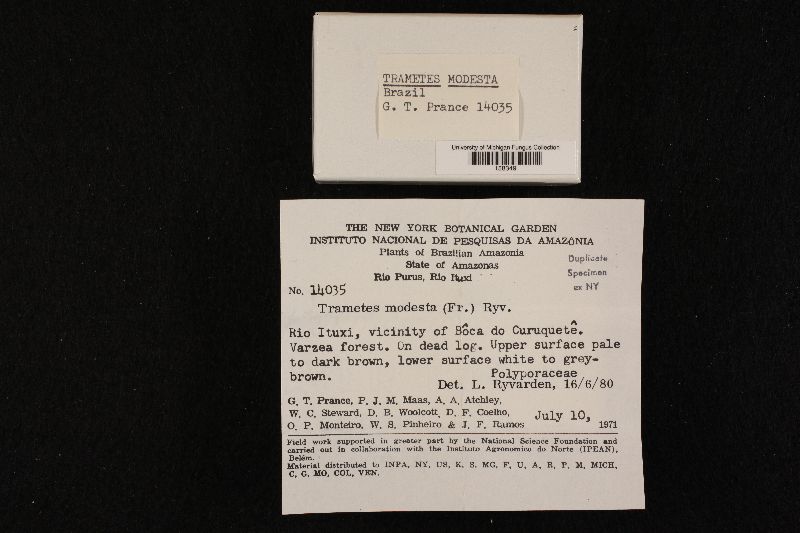 TRAMETES MODESTA
Brazil
G. T. Prance 14035
University of Michigan Fungus Collection
THE NEW YORK BOTANICAL GARDEN
INSTITUTO NACIONAL DE PESQUISAS DA AMAZÔNIA
Plants of Brazilian Amazonia
State of Amazonas
Rio Purus, Rio Ituxi
Duplicate
Specimen
ex NY
No. 14035
Trametes modesta (Fr.) Ryv.
Rio Ituxi, vicinity of Bôca do Curuquetê.
Varzea forest. On dead log. Upper surface pale
to dark brown, lower surface white to grey-
brown.
Polyporaceae
Det. L. Ryvarden, 16/6/80
G. T. Prance, P. J. M. Maas, A. A. Atchley,
W. C. Steward, D. B. Woolcott, D. F. Coelho,
O. P. Monteiro, W. S. Pinheiro & J. F. Ramos
July 10, 1971
Field work supported in greater part by the National Science Foundation and
carried out in collaboration with the Instituto Agronomico do Norte (IPEAN),
Belém.
Material distributed to INPA, NY, US, K, S, MG, F, U, A, R, P, M, MICH,
C, G, MO, COL, VEN.